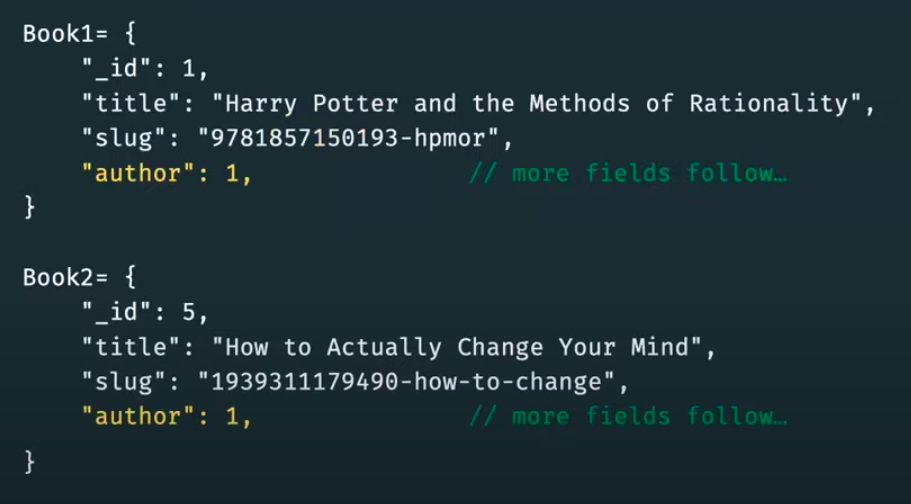 Book1= {
"_id": 1,
"title": "Harry Potter and the Methods of Rationality",
"slug": "9781857150193-hpmor",
"author": 1, // more fields follow…
}
Book2= {
"_id": 5,
"title": "How to Actually Change Your Mind",
"slug": "1939311179490-how-to-change",
"author": 1, // more fields follow…
}